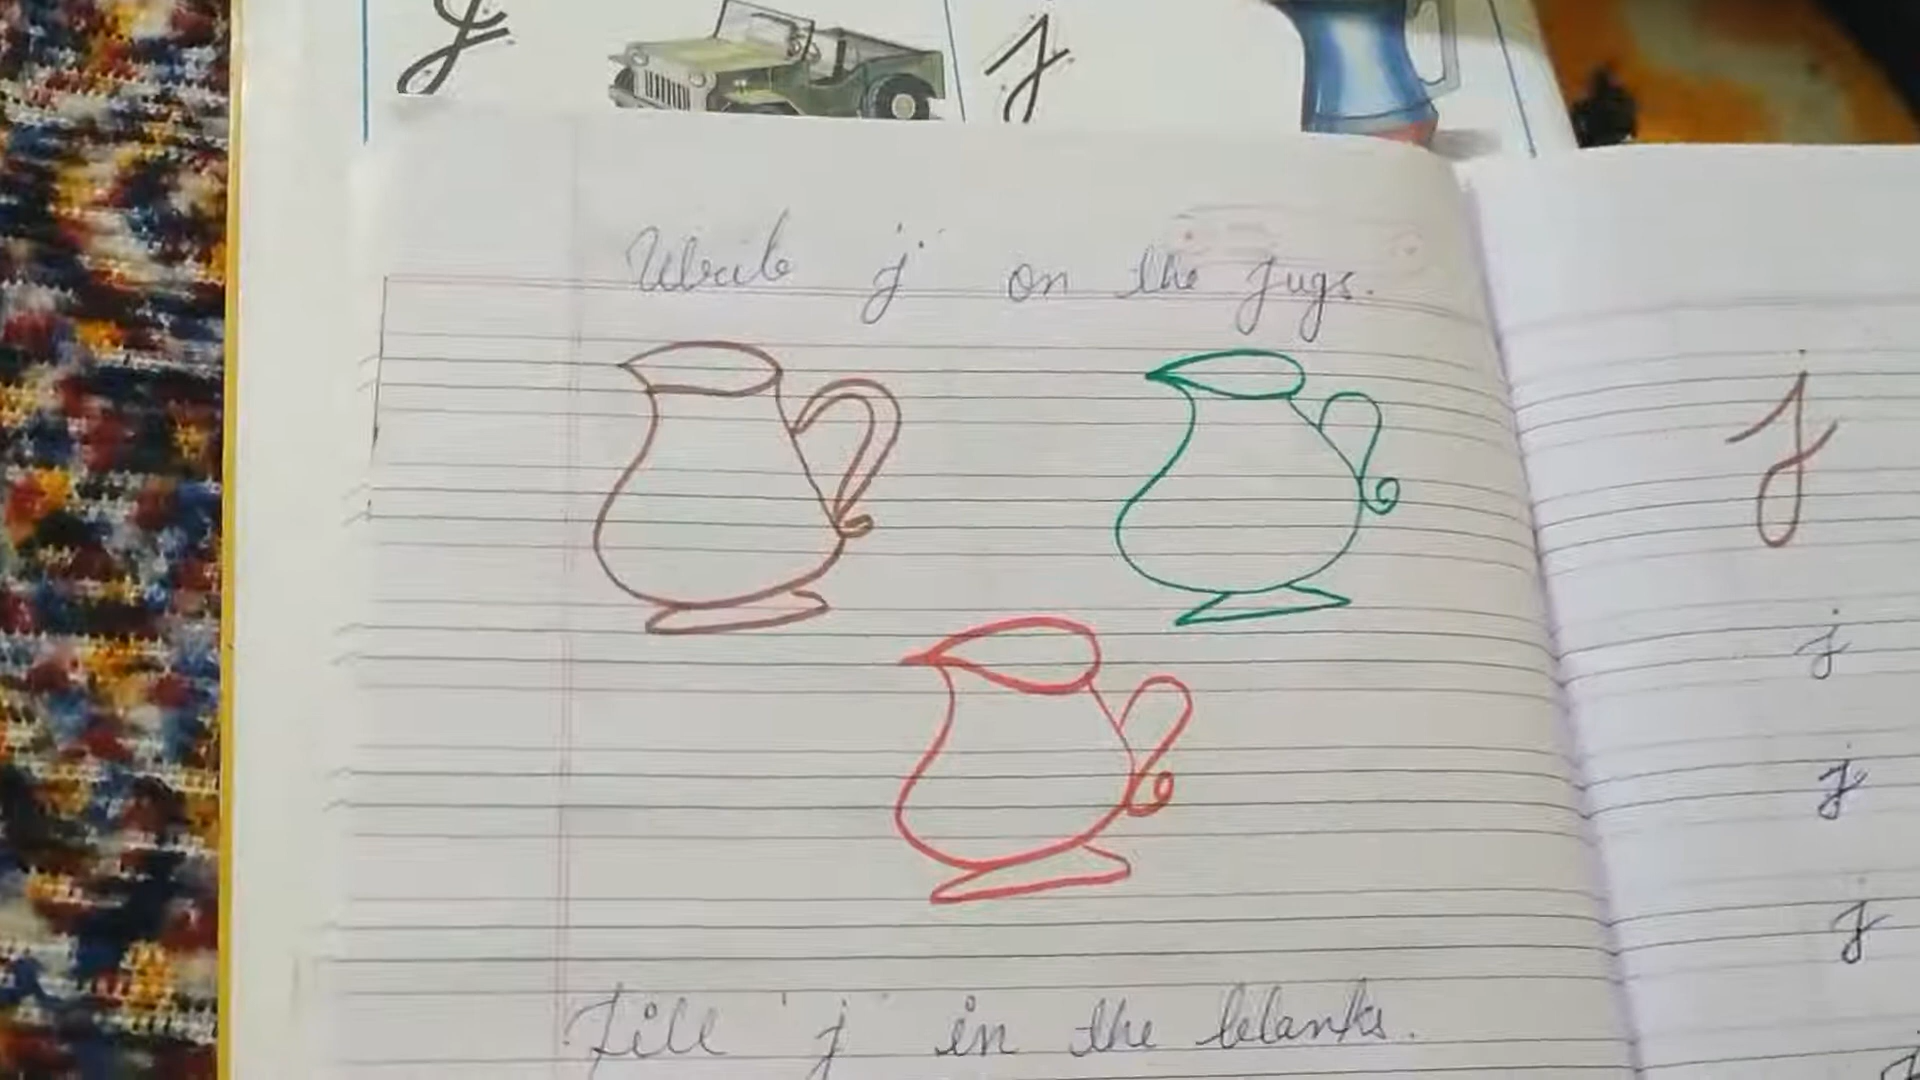 J j
Write 'j' on the jugs.
j
j
j
j
Fill 'j' in the blanks.